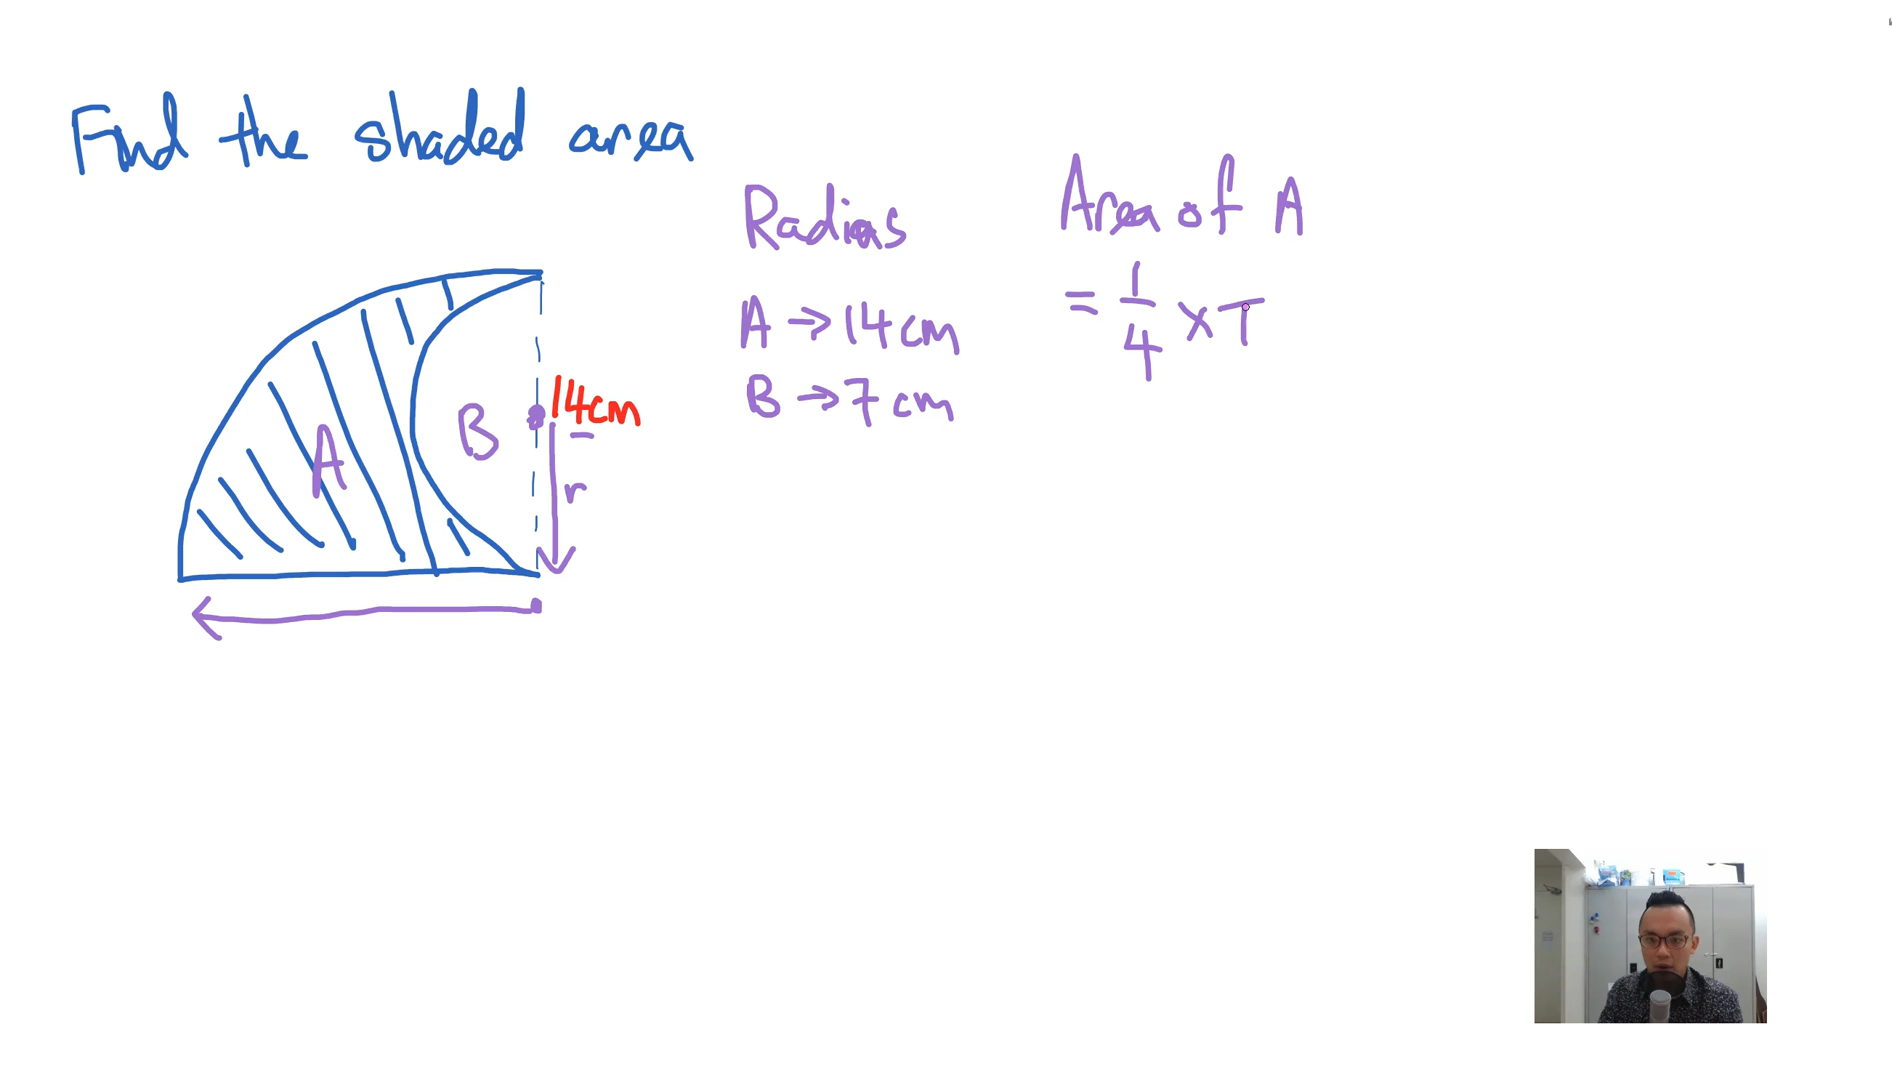 Find the shaded area
Radius
A → 14 cm
B → 7 cm
Area of A
= 1/4 × T
A
B
14cm
r